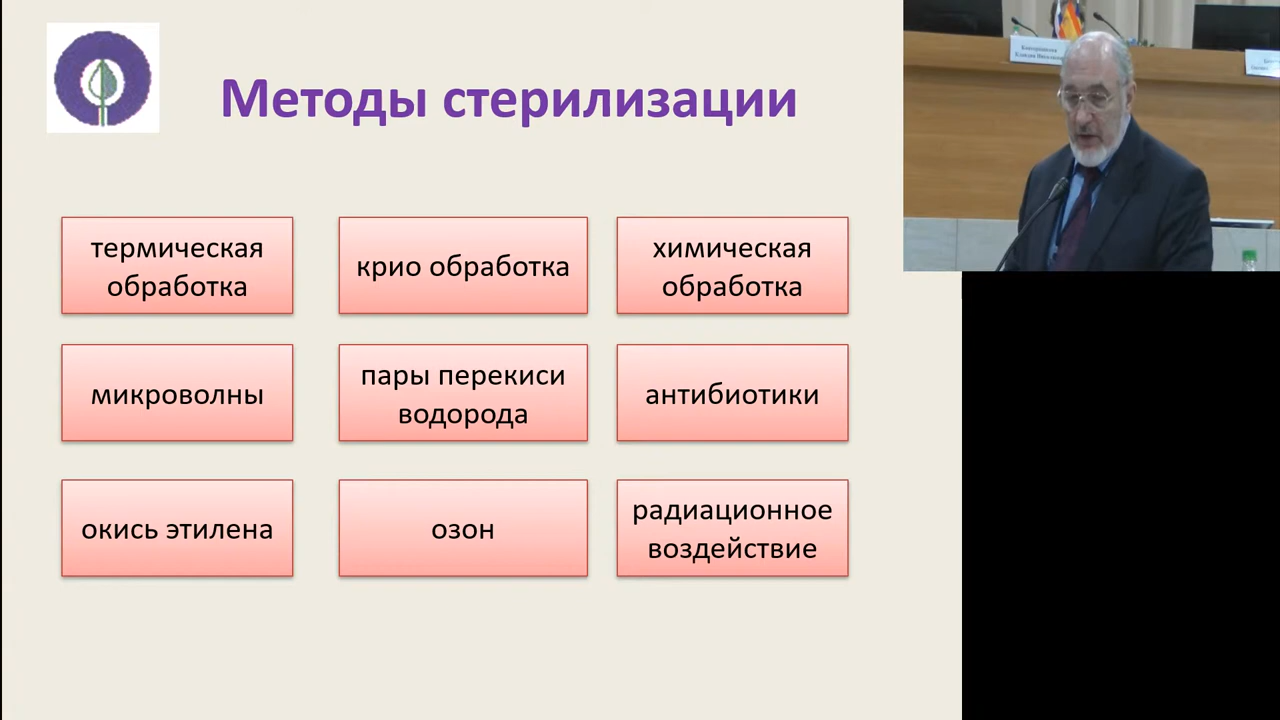 Методы стерилизации
термическая
обработка
крио обработка
химическая
обработка
микроволны
пары перекиси
водорода
антибиотики
окись этилена
озон
радиационное
воздействие